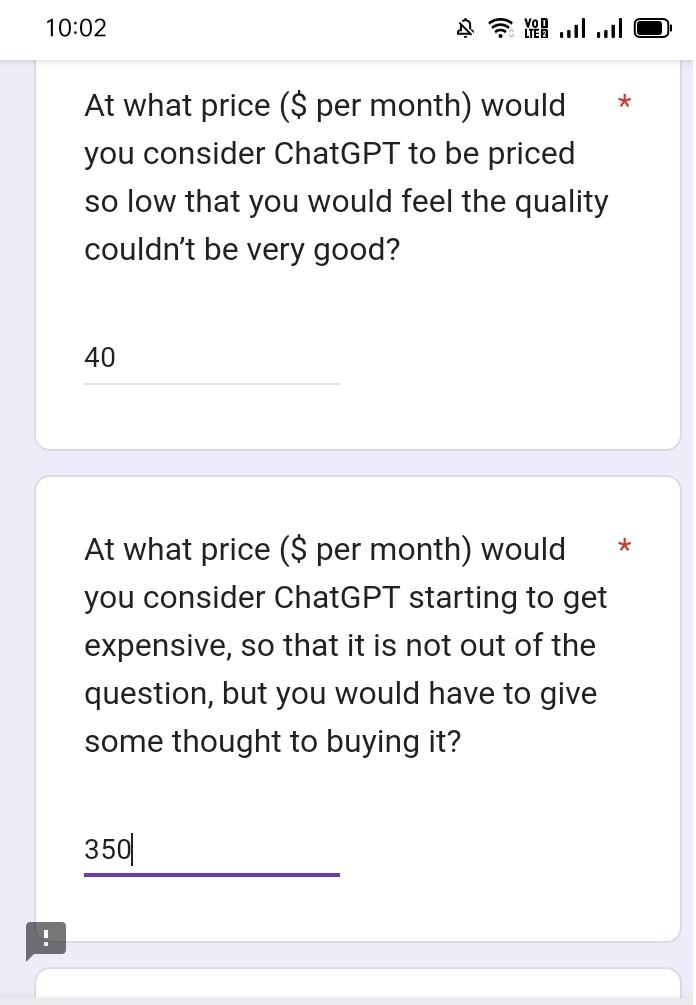 10:02
Vo D
LTE 2
At what price ($ per month) would *
you consider ChatGPT to be priced
so low that you would feel the quality
couldn’t be very good?
40
At what price ($ per month) would *
you consider ChatGPT starting to get
expensive, so that it is not out of the
question, but you would have to give
some thought to buying it?
350
!